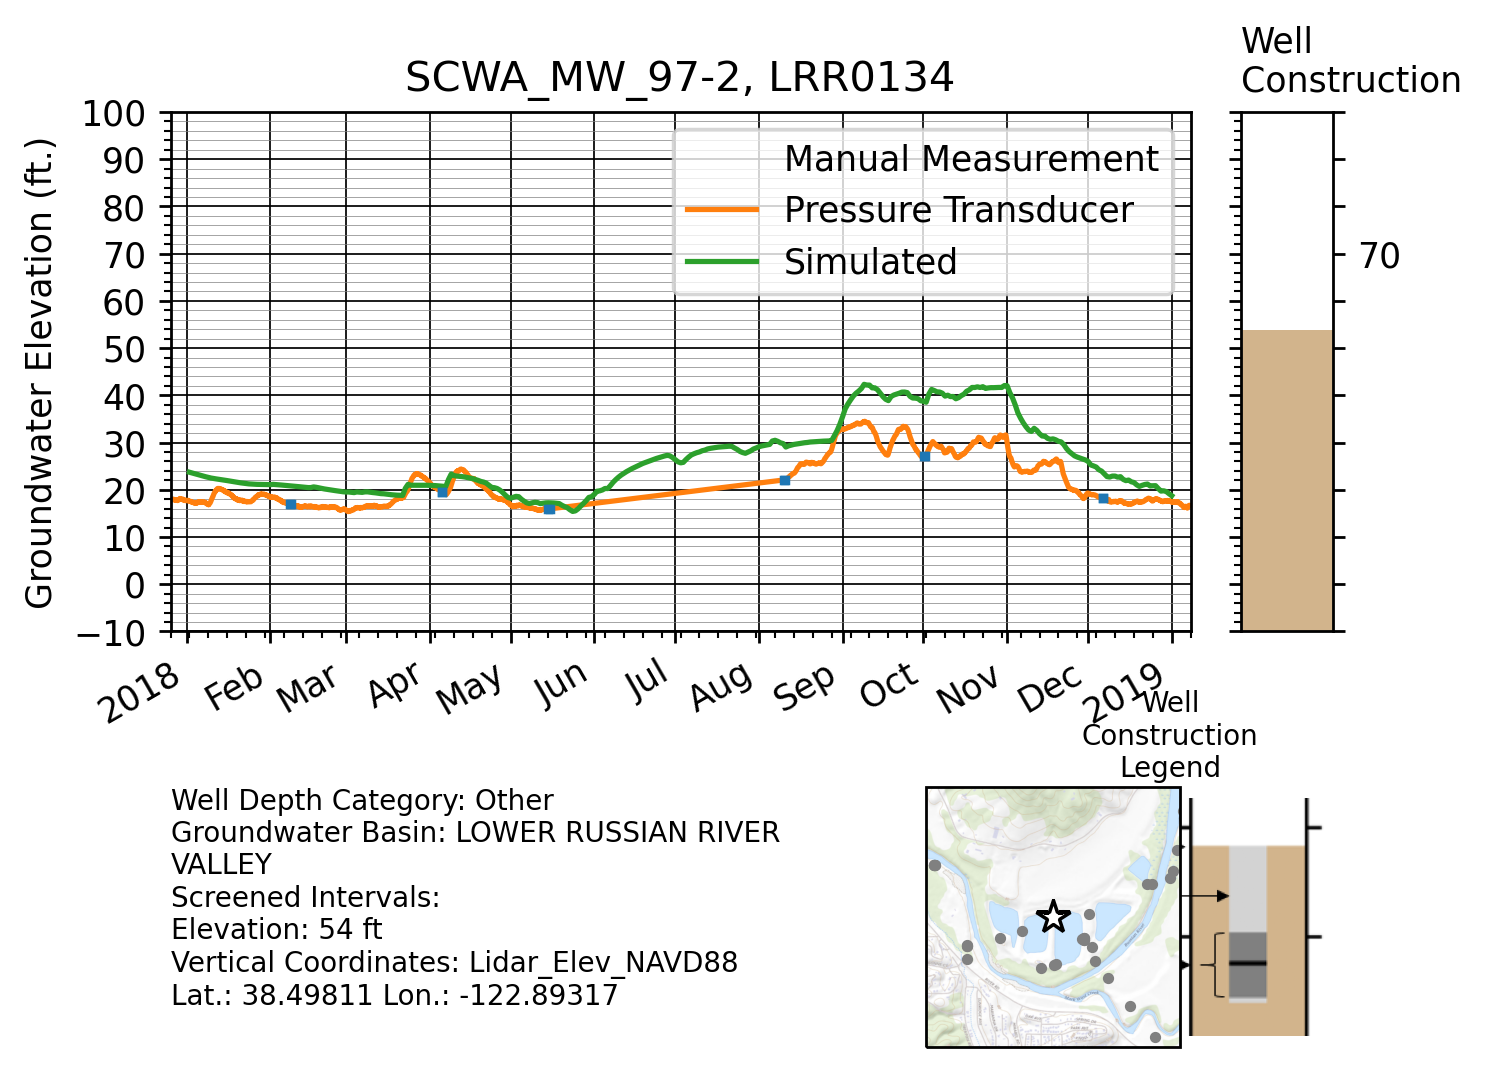 Well
Construction
SCWA_MW_97-2, LRR0134
Groundwater Elevation (ft.)
100
90
80
70
60
50
40
30
20
10
0
−10
Manual Measurement
Pressure Transducer
Simulated
70
2018 Feb Mar Apr May Jun Jul Aug Sep Oct Nov Dec 2019
Well
Construction
Legend
Well Depth Category: Other
Groundwater Basin: LOWER RUSSIAN RIVER
VALLEY
Screened Intervals:
Elevation: 54 ft
Vertical Coordinates: Lidar_Elev_NAVD88
Lat.: 38.49811 Lon.: -122.89317